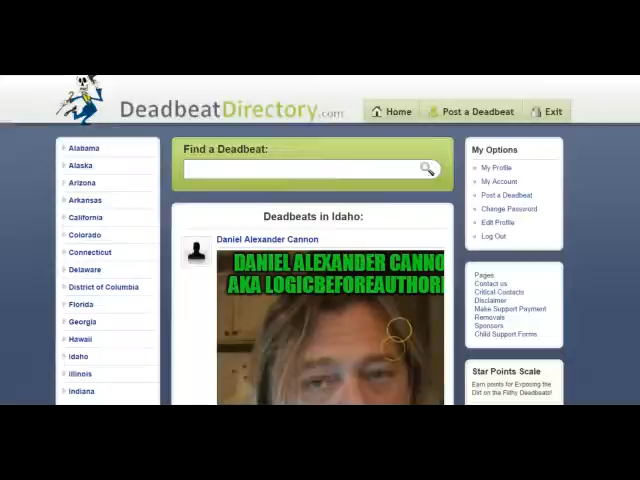 DeadbeatDirectory.com
Home
Post a Deadbeat
Exit
Alabama
Alaska
Arizona
Arkansas
California
Colorado
Connecticut
Delaware
District of Columbia
Florida
Georgia
Hawaii
Idaho
Illinois
Indiana
Find a Deadbeat:
Deadbeats in Idaho:
Daniel Alexander Cannon
DANIEL ALEXANDER CANNO
AKA LOGICBEFOREAUTHORI
My Options
My Profile
My Account
Post a Deadbeat
Change Password
Edit Profile
Log Out
Pages
Contact us
Critical Contacts
Disclaimer
Make Support Payment
Removals
Sponsors
Child Support Forms
Star Points Scale
Earn points for Exposing the
Dirt on the Filthy Deadbeats!